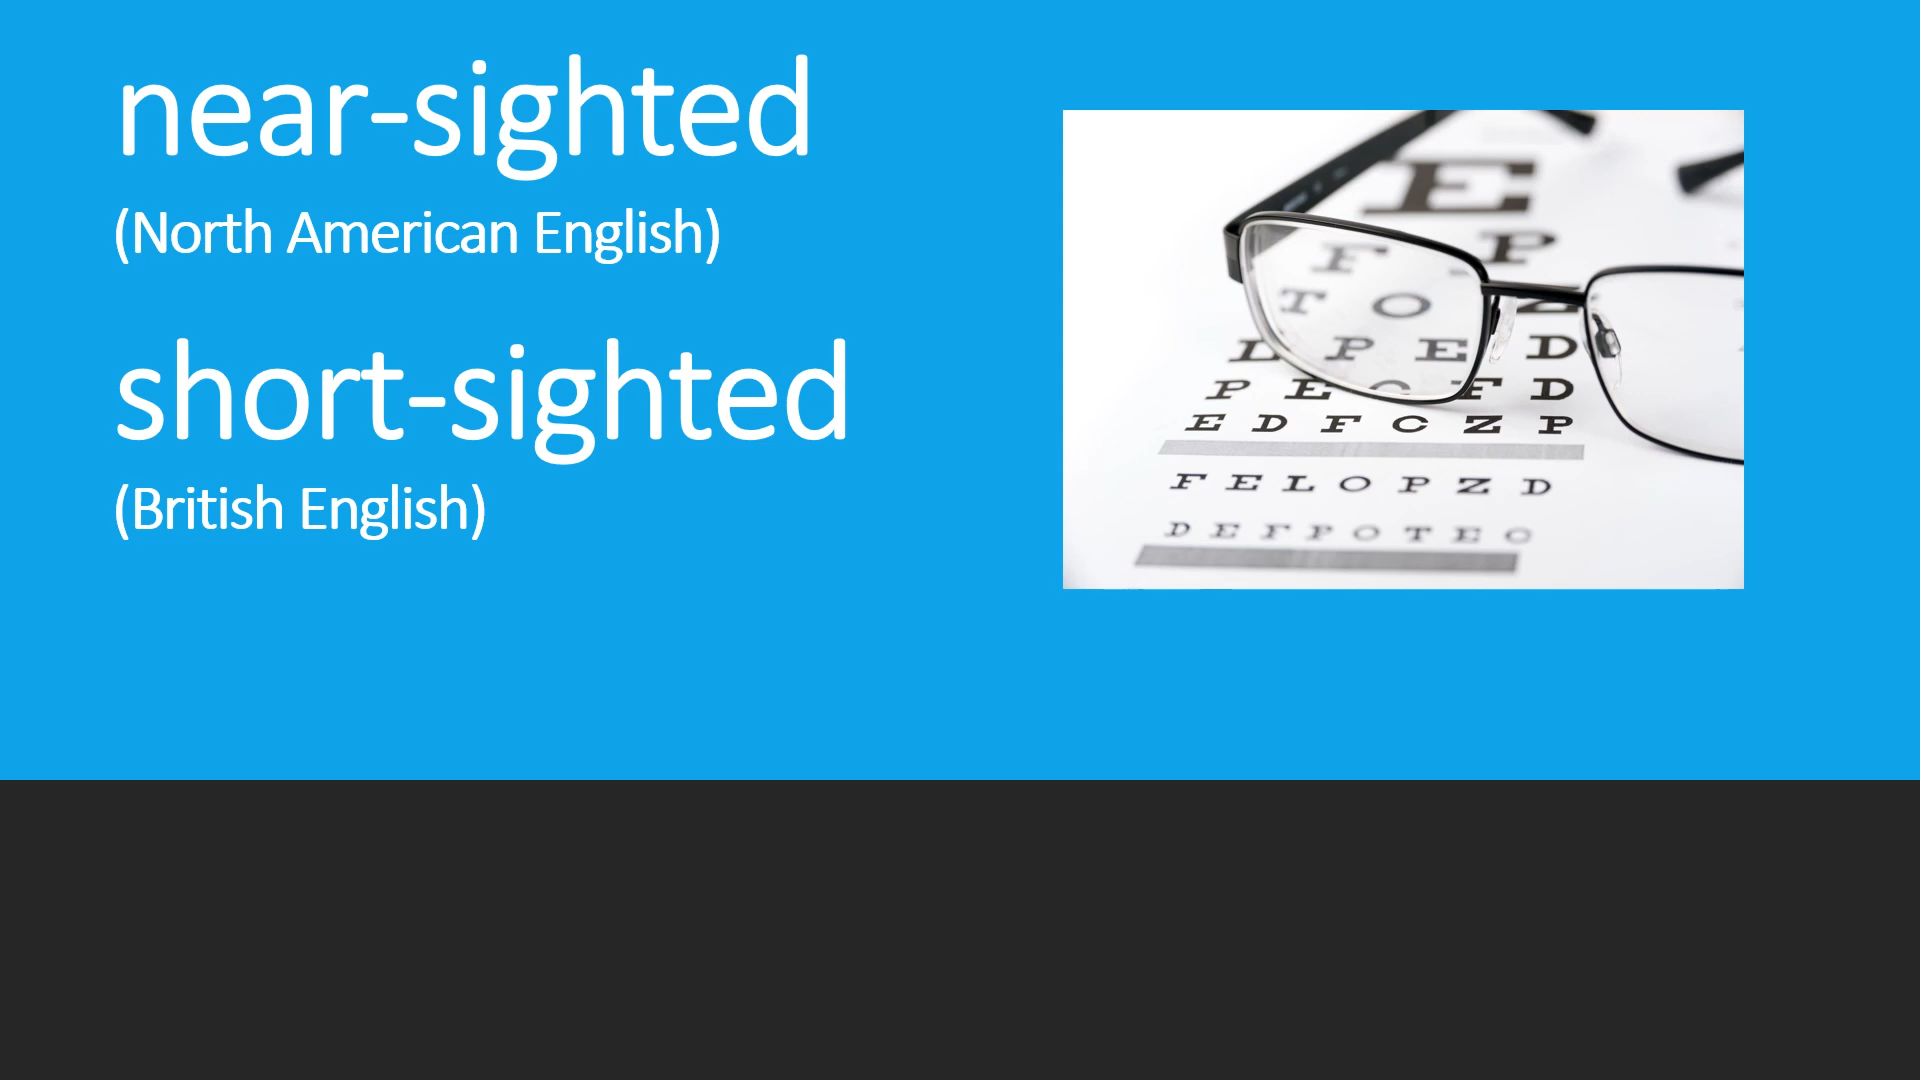 near-sighted
(North American English)
short-sighted
(British English)
E
F P
T O Z
L P E D
P E C F D
E D F C Z P
F E L O P Z D
D E F P O T E C